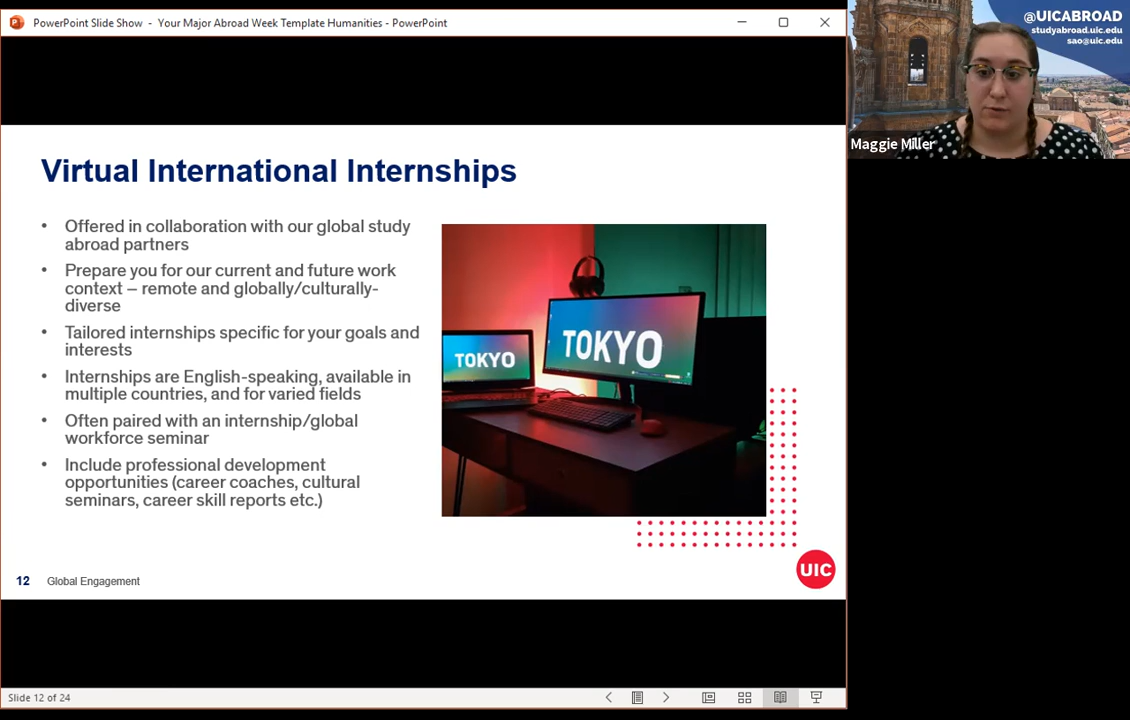 PowerPoint Slide Show - Your Major Abroad Week Template Humanities - PowerPoint
@UICABROAD
studyabroad.uic.edu
sao@uic.edu
Maggie Miller
Virtual International Internships
• Offered in collaboration with our global study
abroad partners
• Prepare you for our current and future work
context – remote and globally/culturally-
diverse
• Tailored internships specific for your goals and
interests
• Internships are English-speaking, available in
multiple countries, and for varied fields
• Often paired with an internship/global
workforce seminar
• Include professional development
opportunities (career coaches, cultural
seminars, career skill reports etc.)
TOKYO
TOKYO
12 Global Engagement
UIC
Slide 12 of 24